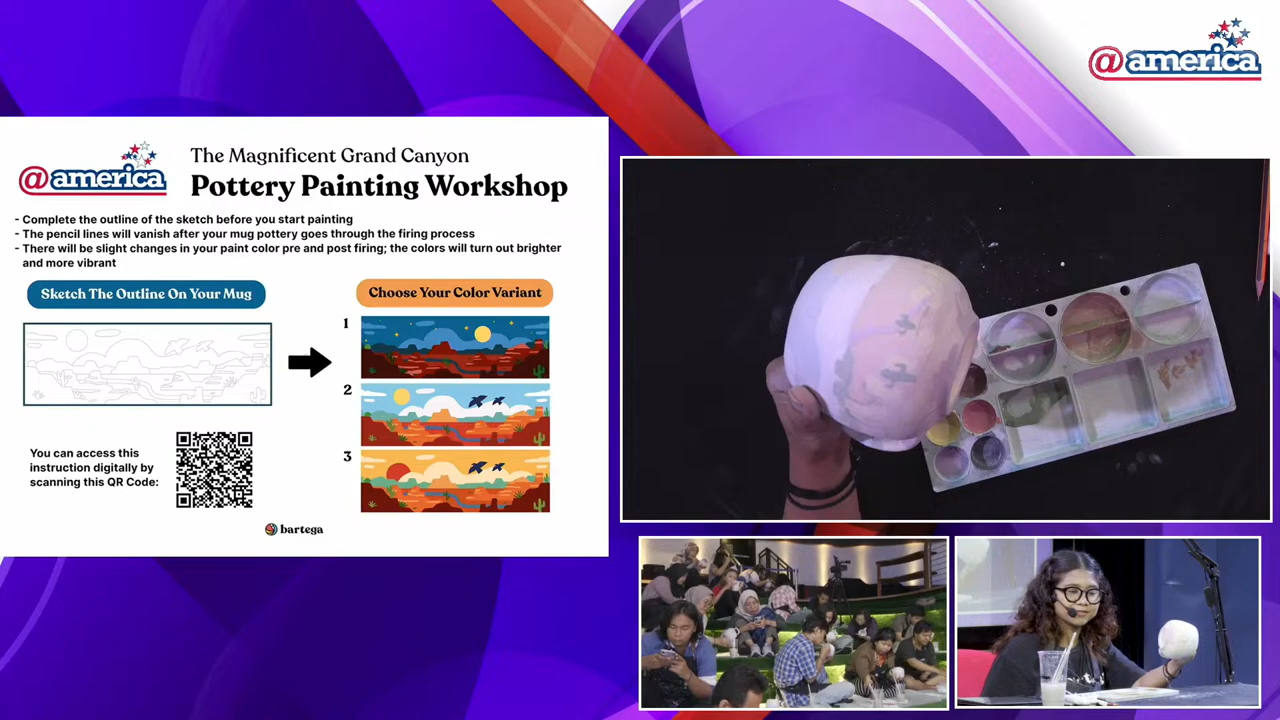 @america
@america
The Magnificent Grand Canyon
Pottery Painting Workshop
- Complete the outline of the sketch before you start painting
- The pencil lines will vanish after your mug pottery goes through the firing process
- There will be slight changes in your paint color pre and post firing; the colors will turn out brighter
and more vibrant
Sketch The Outline On Your Mug
Choose Your Color Variant
1
2
3
You can access this
instruction digitally by
scanning this QR Code:
bartega